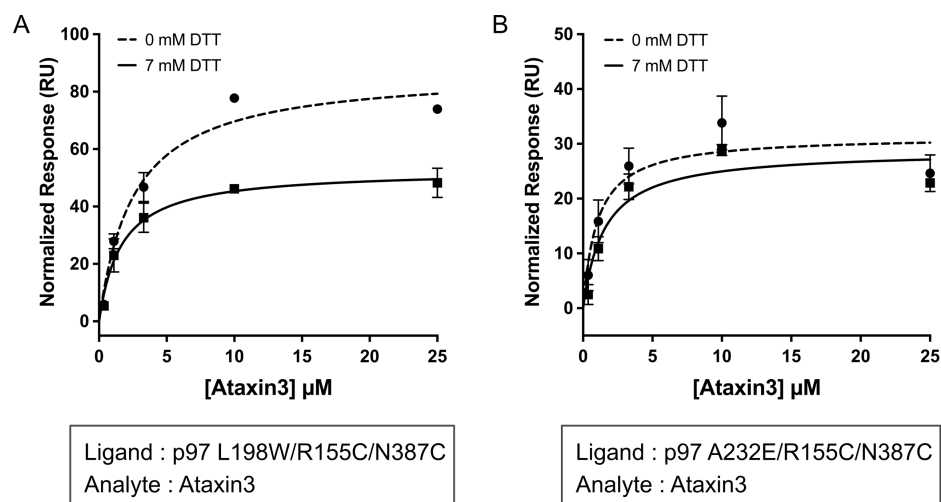 A
100
80
60
40
20
0
0
5
10
15
20
25
Normalized Response (RU)
[Ataxin3] µM
0 mM DTT
7 mM DTT
Ligand : p97 L198W/R155C/N387C
Analyte : Ataxin3
B
50
40
30
20
10
0
0
5
10
15
20
25
Normalized Response (RU)
[Ataxin3] µM
0 mM DTT
7 mM DTT
Ligand : p97 A232E/R155C/N387C
Analyte : Ataxin3